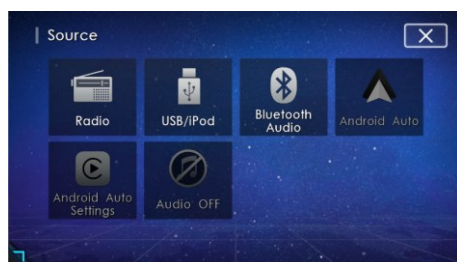 Source
Radio
USB/iPod
Bluetooth
Audio
Android Auto
Android Auto
Settings
Audio OFF